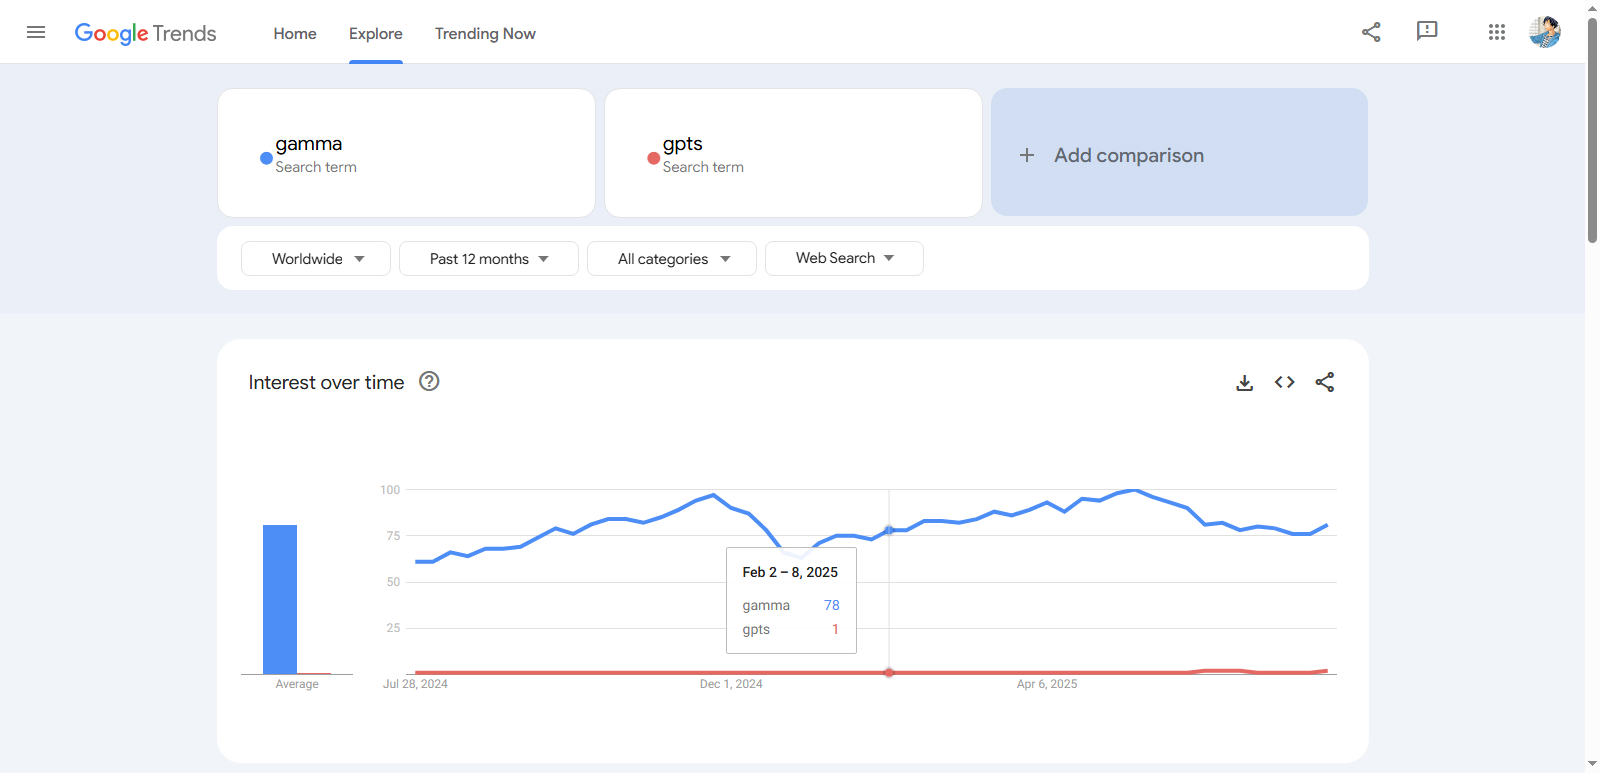 Google Trends
Home
Explore
Trending Now
gamma
Search term
gpts
Search term
+ Add comparison
Worldwide
Past 12 months
All categories
Web Search
Interest over time
100
75
50
25
Feb 2 – 8, 2025
gamma 78
gpts 1
Average
Jul 28, 2024
Dec 1, 2024
Apr 6, 2025